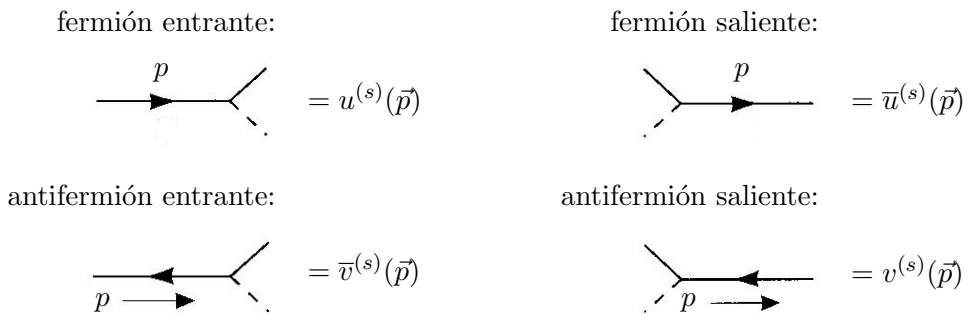 fermión entrante:
fermión saliente:
p
= u^{(s)}(\vec{p})
p
= \overline{u}^{(s)}(\vec{p})
antifermión entrante:
antifermión saliente:
p
= \overline{v}^{(s)}(\vec{p})
p
= v^{(s)}(\vec{p})